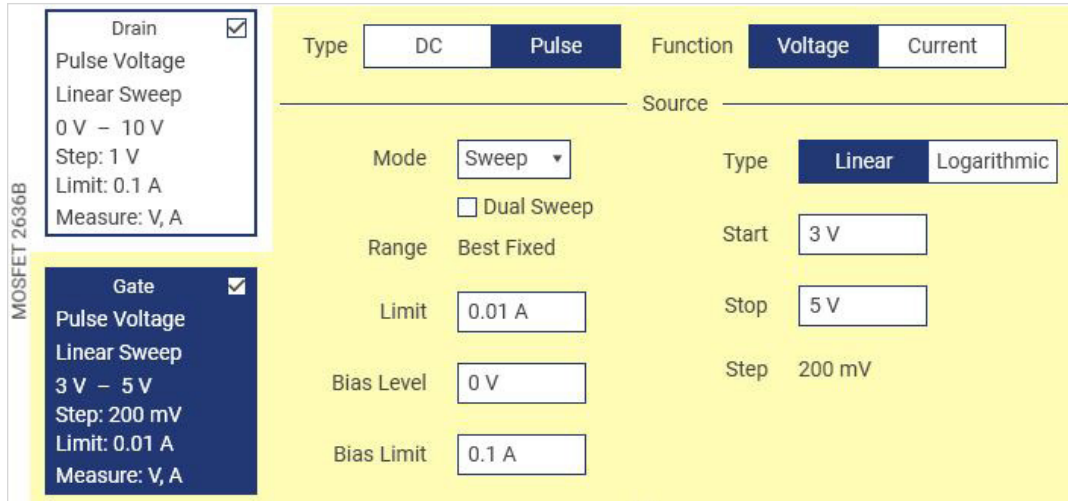 MOSFET 2636B
Drain
Pulse Voltage
Linear Sweep
0 V – 10 V
Step: 1 V
Limit: 0.1 A
Measure: V, A
Gate
Pulse Voltage
Linear Sweep
3 V – 5 V
Step: 200 mV
Limit: 0.01 A
Measure: V, A
Type DC Pulse Function Voltage Current
Source
Mode Sweep
Dual Sweep
Range Best Fixed
Limit 0.01 A
Bias Level 0 V
Bias Limit 0.1 A
Type Linear Logarithmic
Start 3 V
Stop 5 V
Step 200 mV